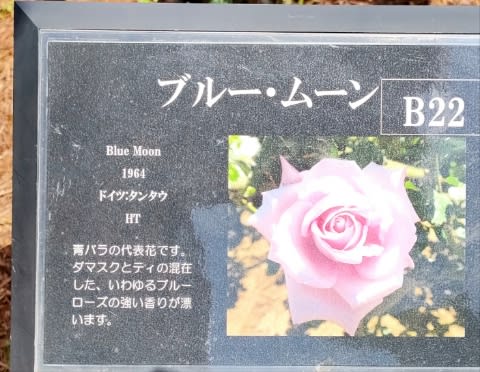 ブルー・ムーン
B22
Blue Moon
1964
ドイツ:タンタウ
HT
青バラの代表花です。
ダマスクとティの混在
した、いわゆるブルー
ローズの強い香りが漂
います。